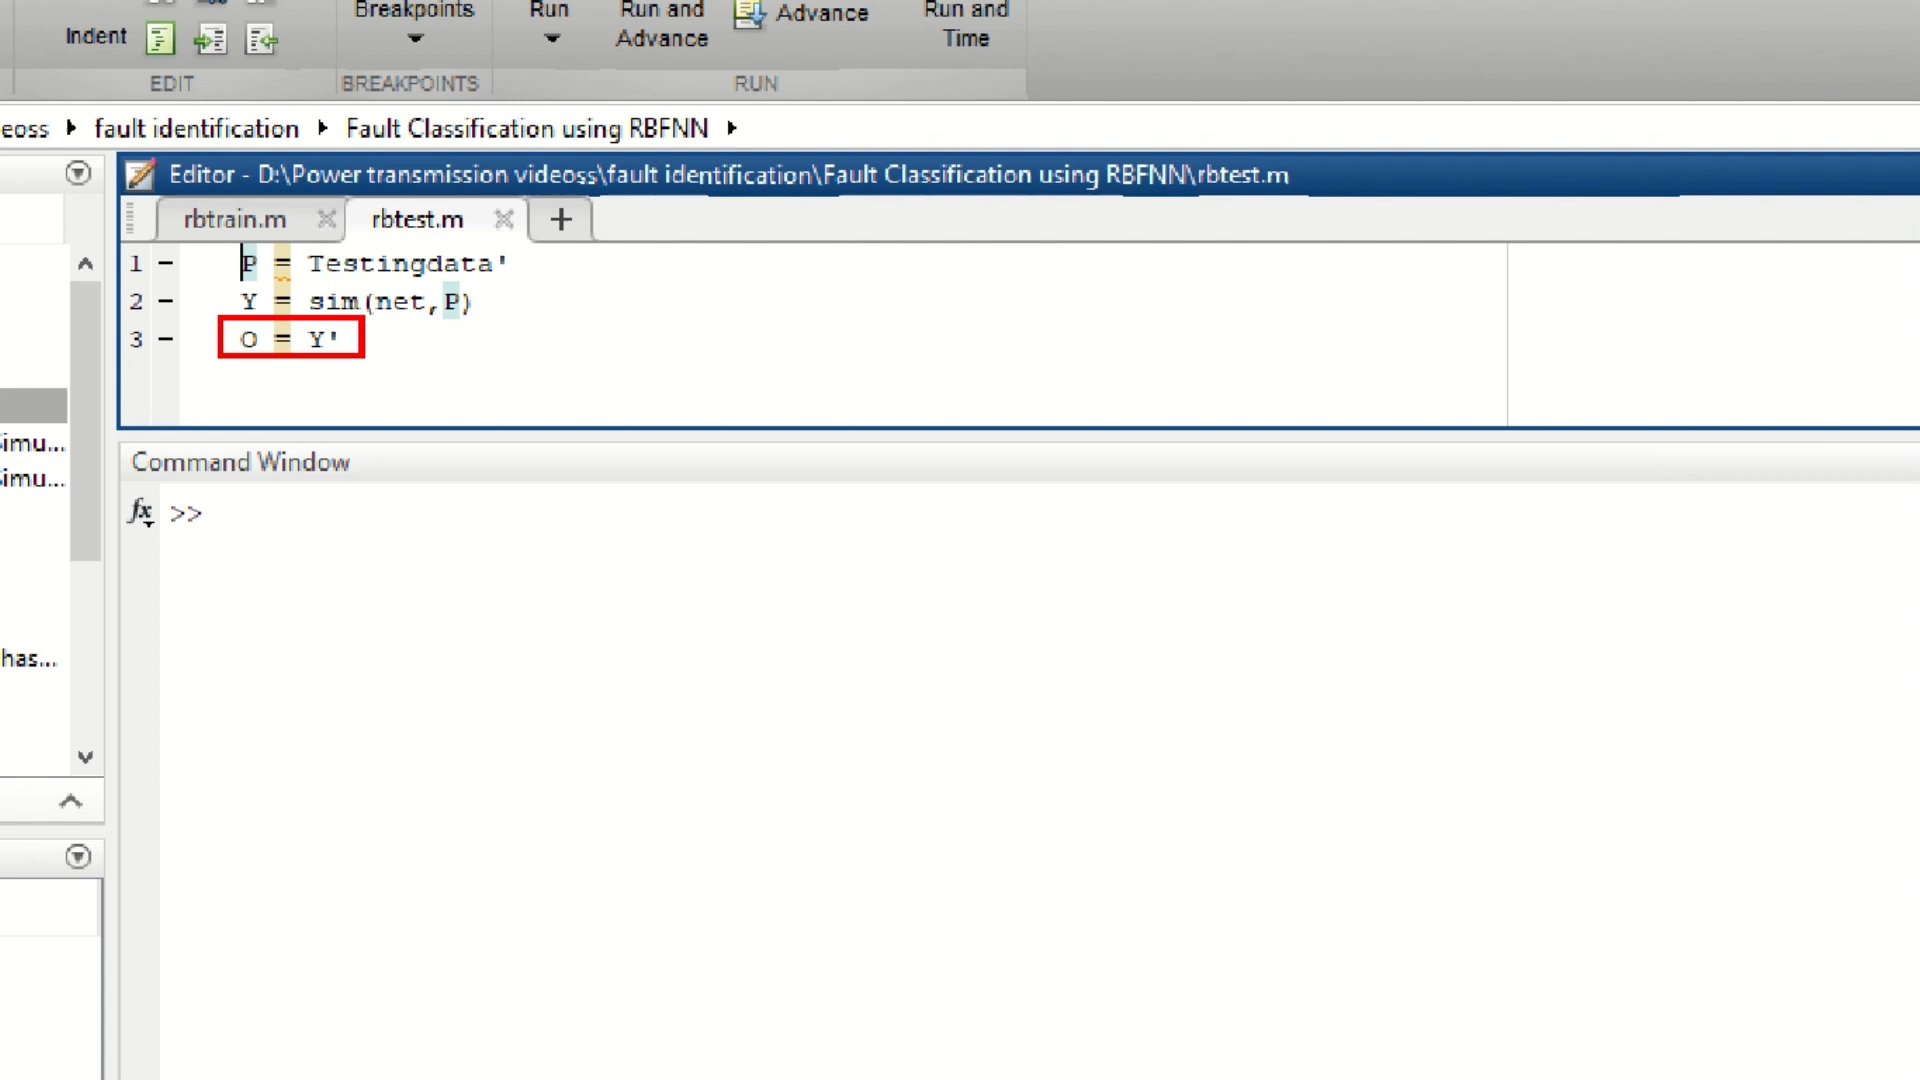 Breakpoints Run Run and Advance Run and
Indent Advance Time
EDIT BREAKPOINTS RUN
eoss fault identification Fault Classification using RBFNN
Editor - D:\Power transmission videoss\fault identification\Fault Classification using RBFNN\rbtest.m
rbtrain.m rbtest.m +
1 - P = Testingdata'
2 - Y = sim(net,P)
3 - O = Y'
imu...
Command Window
imu...
fx >>
has...